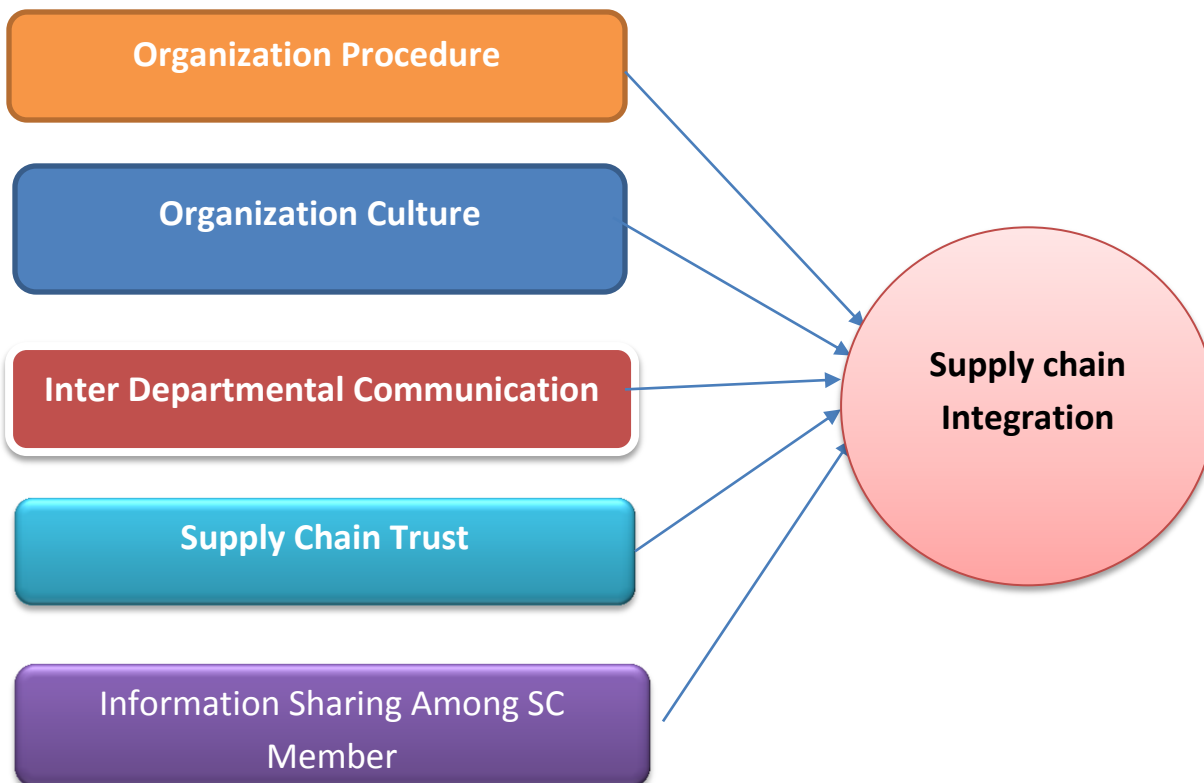 Organization Procedure
Organization Culture
Inter Departmental Communication
Supply Chain Trust
Information Sharing Among SC
Member
Supply chain
Integration